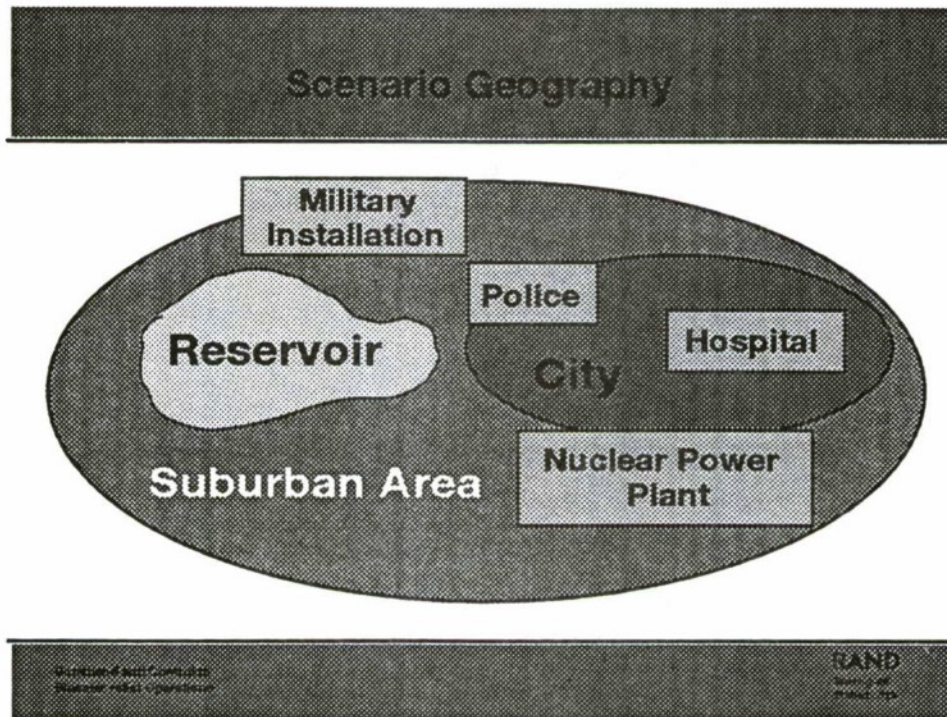 Scenario Geography
Military
Installation
Police
Reservoir
Hospital
City
Nuclear Power
Plant
Suburban Area
RAND